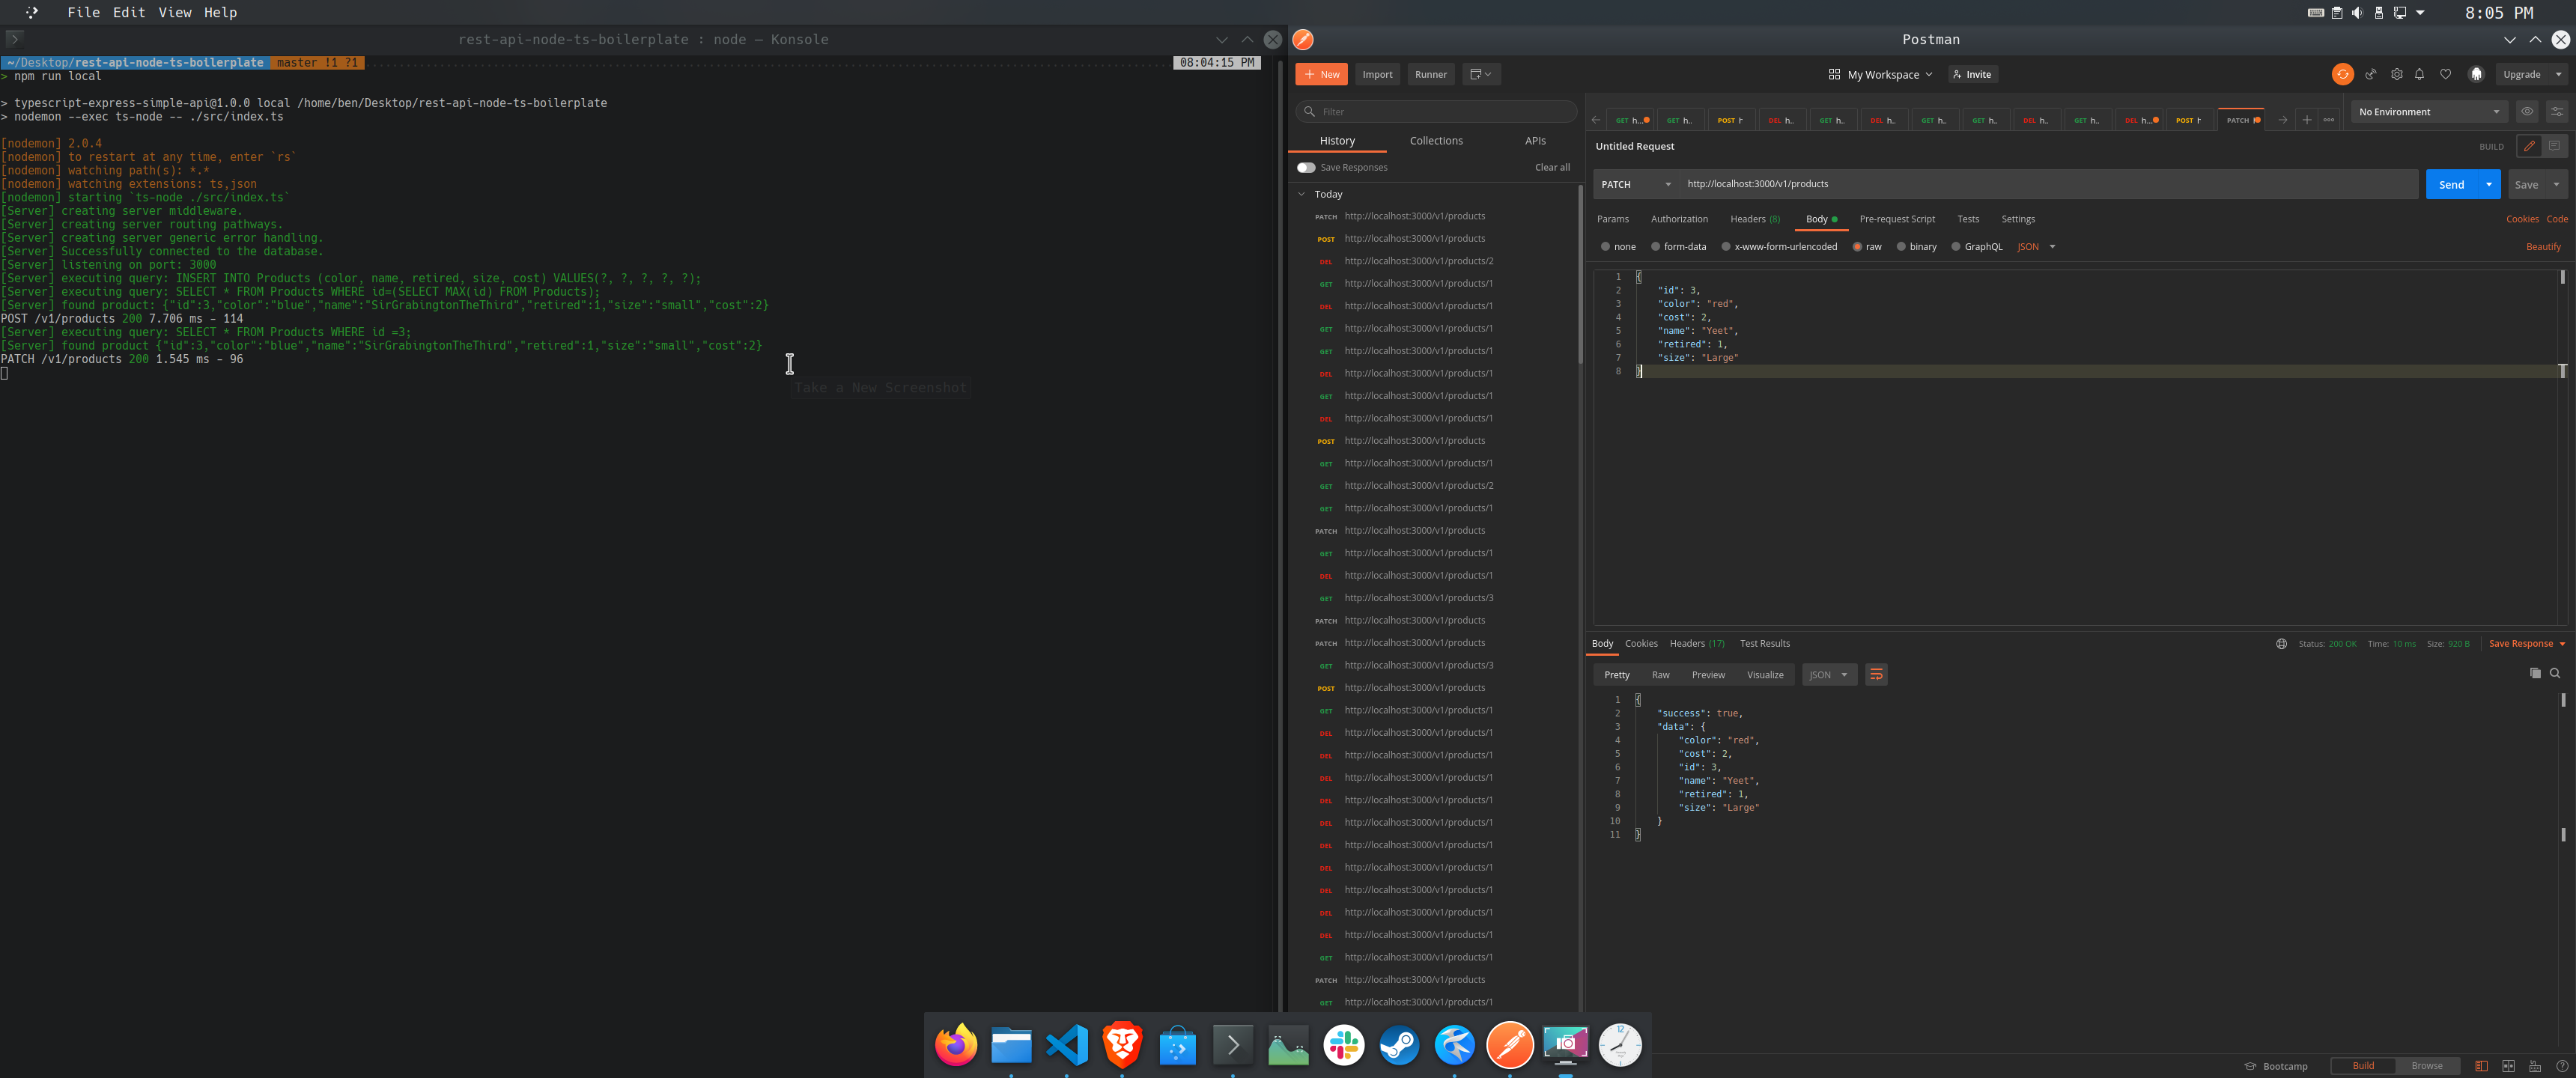 File Edit View Help
8:05 PM
rest-api-node-ts-boilerplate : node — Konsole
~/Desktop/rest-api-node-ts-boilerplate master !1 ?1 08:04:15 PM
> npm run local
> typescript-express-simple-api@1.0.0 local /home/ben/Desktop/rest-api-node-ts-boilerplate
> nodemon --exec ts-node -- ./src/index.ts
[nodemon] 2.0.4
[nodemon] to restart at any time, enter `rs`
[nodemon] watching path(s): *.*
[nodemon] watching extensions: ts,json
[nodemon] starting `ts-node ./src/index.ts`
[Server] creating server middleware.
[Server] creating server routing pathways.
[Server] creating server generic error handling.
[Server] Successfully connected to the database.
[Server] listening on port: 3000
[Server] executing query: INSERT INTO Products (color, name, retired, size, cost) VALUES(?, ?, ?, ?, ?);
[Server] executing query: SELECT * FROM Products WHERE id=(SELECT MAX(id) FROM Products);
[Server] found product: {"id":3,"color":"blue","name":"SirGrabingtonTheThird","retired":1,"size":"small","cost":2}
POST /v1/products 200 7.706 ms - 114
[Server] executing query: SELECT * FROM Products WHERE id =3;
[Server] found product {"id":3,"color":"blue","name":"SirGrabingtonTheThird","retired":1,"size":"small","cost":2}
PATCH /v1/products 200 1.545 ms - 96
Take a New Screenshot
Postman
+ New Import Runner
My Workspace Invite
Upgrade
Filter
History Collections APIs
Save Responses Clear all
Today
PATCH http://localhost:3000/v1/products
POST http://localhost:3000/v1/products
DEL http://localhost:3000/v1/products/2
GET http://localhost:3000/v1/products/1
DEL http://localhost:3000/v1/products/1
GET http://localhost:3000/v1/products/1
GET http://localhost:3000/v1/products/1
DEL http://localhost:3000/v1/products/1
GET http://localhost:3000/v1/products/1
DEL http://localhost:3000/v1/products/1
POST http://localhost:3000/v1/products
GET http://localhost:3000/v1/products/1
GET http://localhost:3000/v1/products/2
GET http://localhost:3000/v1/products/1
PATCH http://localhost:3000/v1/products
GET http://localhost:3000/v1/products/1
DEL http://localhost:3000/v1/products/1
GET http://localhost:3000/v1/products/3
PATCH http://localhost:3000/v1/products
PATCH http://localhost:3000/v1/products
GET http://localhost:3000/v1/products/3
POST http://localhost:3000/v1/products
GET http://localhost:3000/v1/products/1
DEL http://localhost:3000/v1/products/1
DEL http://localhost:3000/v1/products/1
DEL http://localhost:3000/v1/products/1
DEL http://localhost:3000/v1/products/1
DEL http://localhost:3000/v1/products/1
DEL http://localhost:3000/v1/products/1
DEL http://localhost:3000/v1/products/1
DEL http://localhost:3000/v1/products/1
DEL http://localhost:3000/v1/products/1
DEL http://localhost:3000/v1/products/1
GET http://localhost:3000/v1/products/1
PATCH http://localhost:3000/v1/products
GET http://localhost:3000/v1/products/1
GET h... GET h.. POST h DEL h.. GET h.. DEL h.. GET h.. GET h.. DEL h.. GET h.. DEL h... POST h PATCH
No Environment
Untitled Request BUILD
PATCH http://localhost:3000/v1/products Send Save
Params Authorization Headers (8) Body Pre-request Script Tests Settings Cookies Code
none form-data x-www-form-urlencoded raw binary GraphQL JSON Beautify
1 {
2 "id": 3,
3 "color": "red",
4 "cost": 2,
5 "name": "Yeet",
6 "retired": 1,
7 "size": "Large"
8 }
Body Cookies Headers (17) Test Results Status: 200 OK Time: 10 ms Size: 920 B Save Response
Pretty Raw Preview Visualize JSON
1 {
2 "success": true,
3 "data": {
4 "color": "red",
5 "cost": 2,
6 "id": 3,
7 "name": "Yeet",
8 "retired": 1,
9 "size": "Large"
10 }
11 }
12
Bootcamp Build Browse